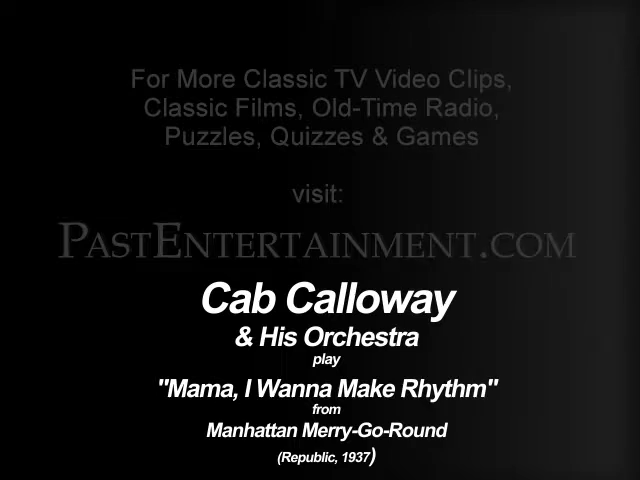 For More Classic TV Video Clips,
Classic Films, Old-Time Radio,
Puzzles, Quizzes & Games
visit:
PASTENTERTAINMENT.COM
Cab Calloway
& His Orchestra
play
"Mama, I Wanna Make Rhythm"
from
Manhattan Merry-Go-Round
(Republic, 1937)